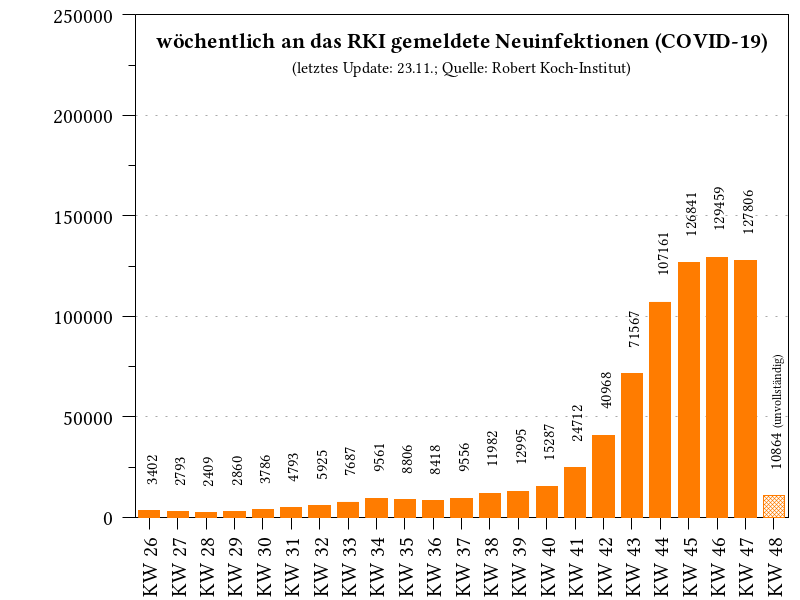 wöchentlich an das RKI gemeldete Neuinfektionen (COVID-19)
(letztes Update: 23.11.; Quelle: Robert Koch-Institut)
250000
200000
150000
100000
50000
0
3402
2793
2409
2860
3786
4793
5925
7687
9561
8806
8418
9556
11982
12995
15287
24712
40968
71567
107161
126841
129459
127806
10864 (unvollständig)
KW 26
KW 27
KW 28
KW 29
KW 30
KW 31
KW 32
KW 33
KW 34
KW 35
KW 36
KW 37
KW 38
KW 39
KW 40
KW 41
KW 42
KW 43
KW 44
KW 45
KW 46
KW 47
KW 48